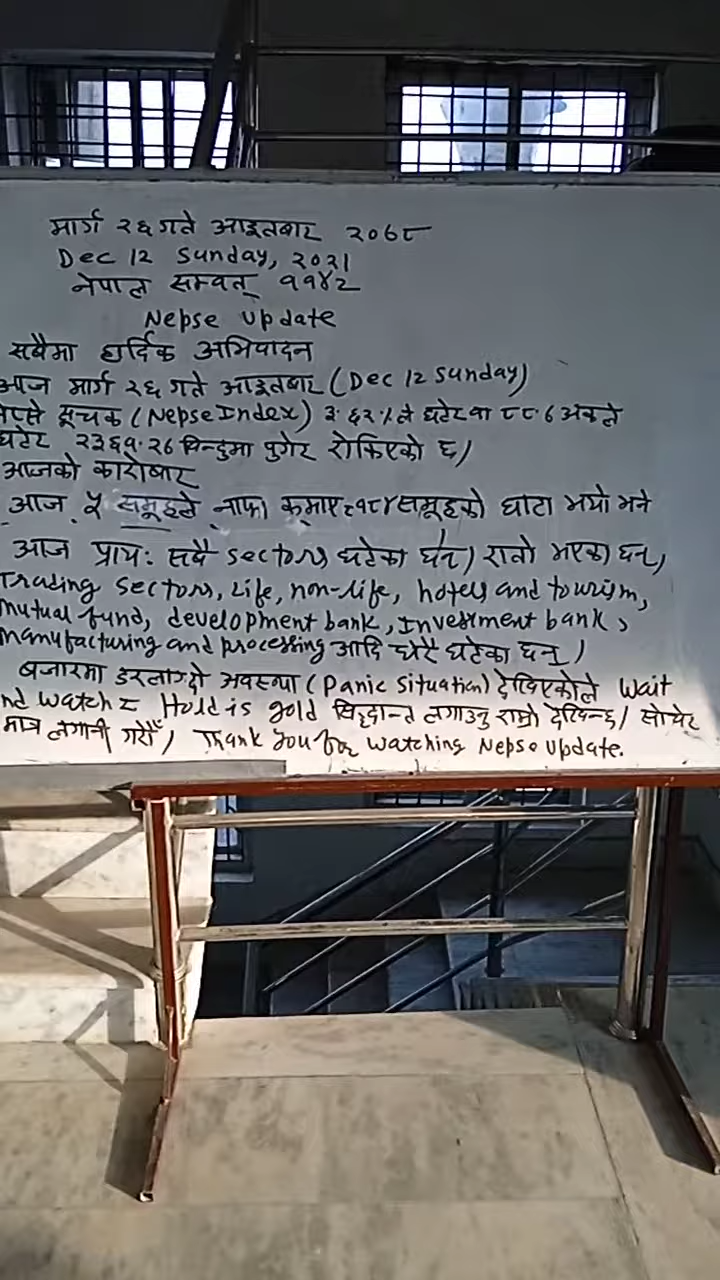 मार्ग २६ गते आइतबार २०७८
Dec 12 Sunday, २०२१
नेपाल सम्वत् ११४२
Nepse Update
सबैमा हार्दिक अभिवादन
आज मार्ग २६ गते आइतबार (Dec 12 Sunday)
सूचक (Nepse Index) ३.६२% ले घटेर वा ८८.६ अंकले
घटेर २३६१.२६ विन्दुमा पुगेर रोकिएको छ।
आजको कारोबार
आज ५ समूहले नाफा कमाए १८४ समूहको घाटा भयो भने
आज प्राय: सबै sectors घटेका छन्। रातो भएका छन्,
Trading sectors, Life, non-life, hotels and tourism,
mutual fund, development bank, Investment bank,
manufacturing and processing आदि धेरै घटेका छन्।
बजारमा डरलाग्दो अवस्था (Panic Situation) देखिएकोले Wait
nd watch = Hold is gold सिद्दान्त लगाउनु राम्रो देखिन्छ। सोचेर
मात्र लगानी गरौँ। Thank You for watching Nepse Update.